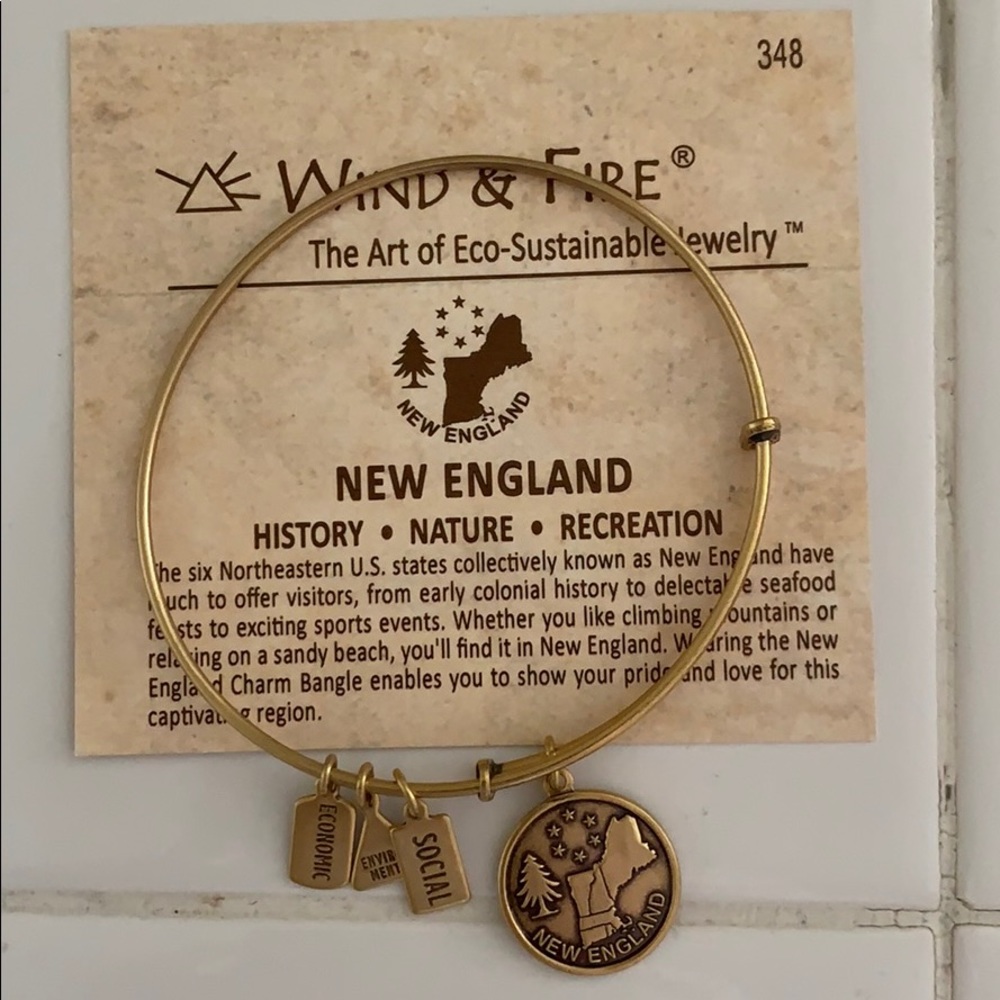 348
WIND & FIRE®
The Art of Eco-Sustainable Jewelry™
NEW ENGLAND
NEW ENGLAND
HISTORY • NATURE • RECREATION
The six Northeastern U.S. states collectively known as New England have
much to offer visitors, from early colonial history to delectable seafood
feasts to exciting sports events. Whether you like climbing mountains or
relaxing on a sandy beach, you'll find it in New England. Wearing the New
England Charm Bangle enables you to show your pride and love for this
captivating region.
ECONOMIC
ENVIRO
MENT
SOCIAL
NEW ENGLAND